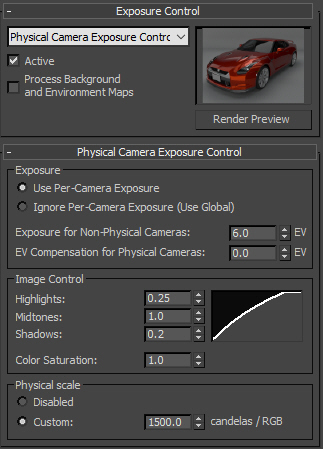 - Exposure Control
Physical Camera Exposure Contrc
Active
Process Background
and Environment Maps
Render Preview
- Physical Camera Exposure Control
Exposure
Use Per-Camera Exposure
Ignore Per-Camera Exposure (Use Global)
Exposure for Non-Physical Cameras: 6.0 EV
EV Compensation for Physical Cameras: 0.0 EV
Image Control
Highlights: 0.25
Midtones: 1.0
Shadows: 0.2
Color Saturation: 1.0
Physical scale
Disabled
Custom: 1500.0 candelas / RGB